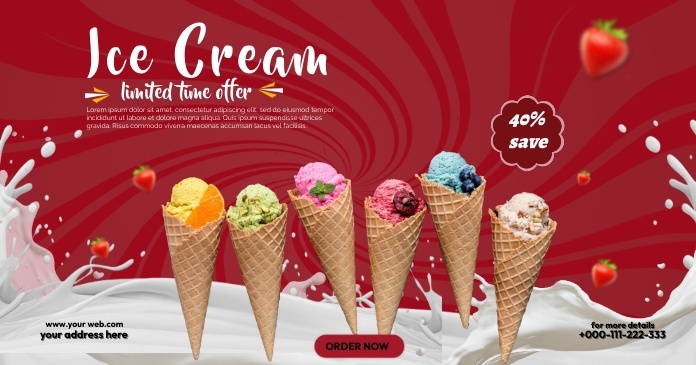 Ice Cream
limited time offer
Lorem ipsum dolor sit amet, consectetur adipiscing elit, sed do eiusmod tempor
incididunt ut labore et dolore magna aliqua. Quis ipsum suspendisse ultrices
gravida. Risus commodo viverra maecenas accumsan lacus vel facilisis.
40%
save
www.your web.com
your address here
ORDER NOW
for more details
+000-111-222-333